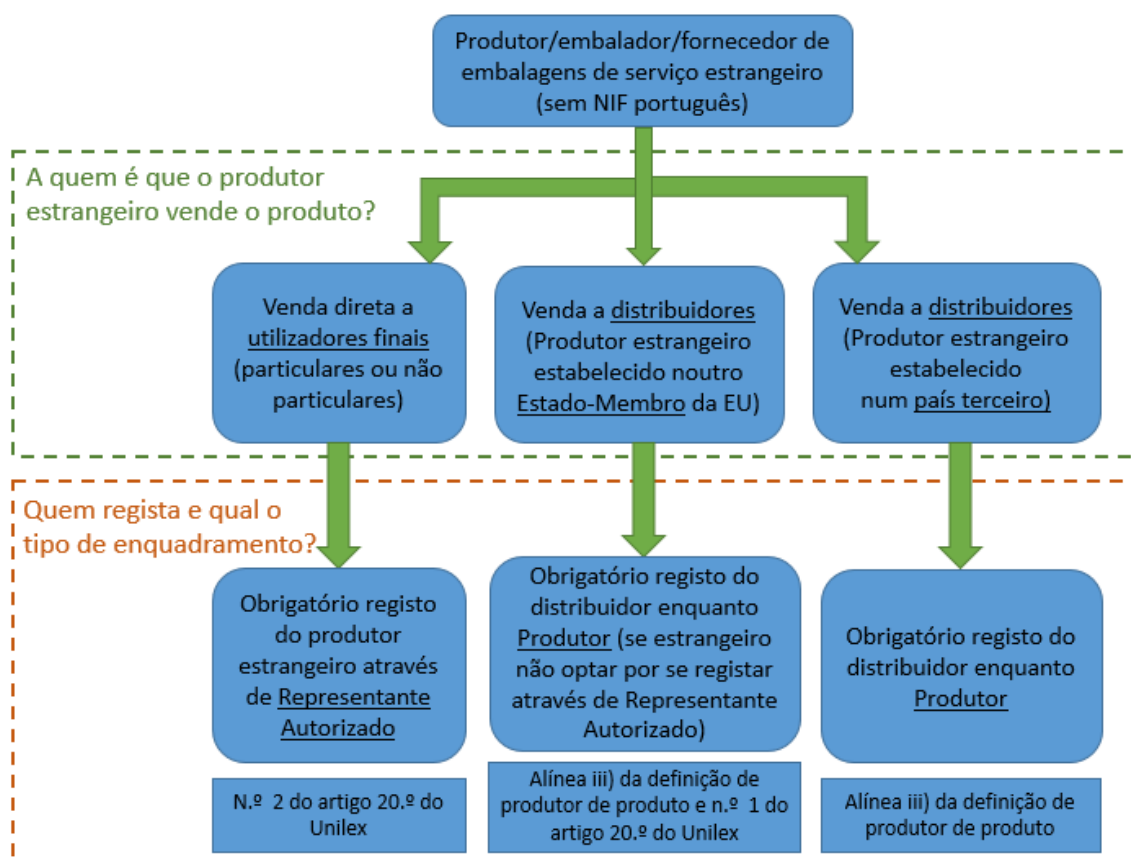 Produtor/embalador/fornecedor de
embalagens de serviço estrangeiro
(sem NIF português)
A quem é que o produtor
estrangeiro vende o produto?
Venda direta a
utilizadores finais
(particulares ou não
particulares)
Venda a distribuidores
(Produtor estrangeiro
estabelecido noutro
Estado-Membro da EU)
Venda a distribuidores
(Produtor estrangeiro
estabelecido
num país terceiro)
Quem regista e qual o
tipo de enquadramento?
Obrigatório registo
do produtor
estrangeiro através
de Representante
Autorizado
Obrigatório registo do
distribuidor enquanto
Produtor (se estrangeiro
não optar por se registar
através de Representante
Autorizado)
Obrigatório registo do
distribuidor enquanto
Produtor
N.º 2 do artigo 20.º do
Unilex
Alínea iii) da definição de
produtor de produto e n.º 1 do
artigo 20.º do Unilex
Alínea iii) da definição de
produtor de produto